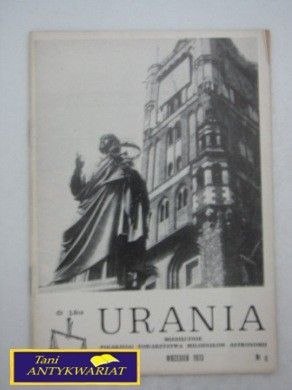 URANIA
MIESIĘCZNIK
POLSKIEGO TOWARZYSTWA MIŁOŚNIKÓW ASTRONOMII
WRZESIEŃ 1973
Nr 9
Tani
ANTYKWARIAT